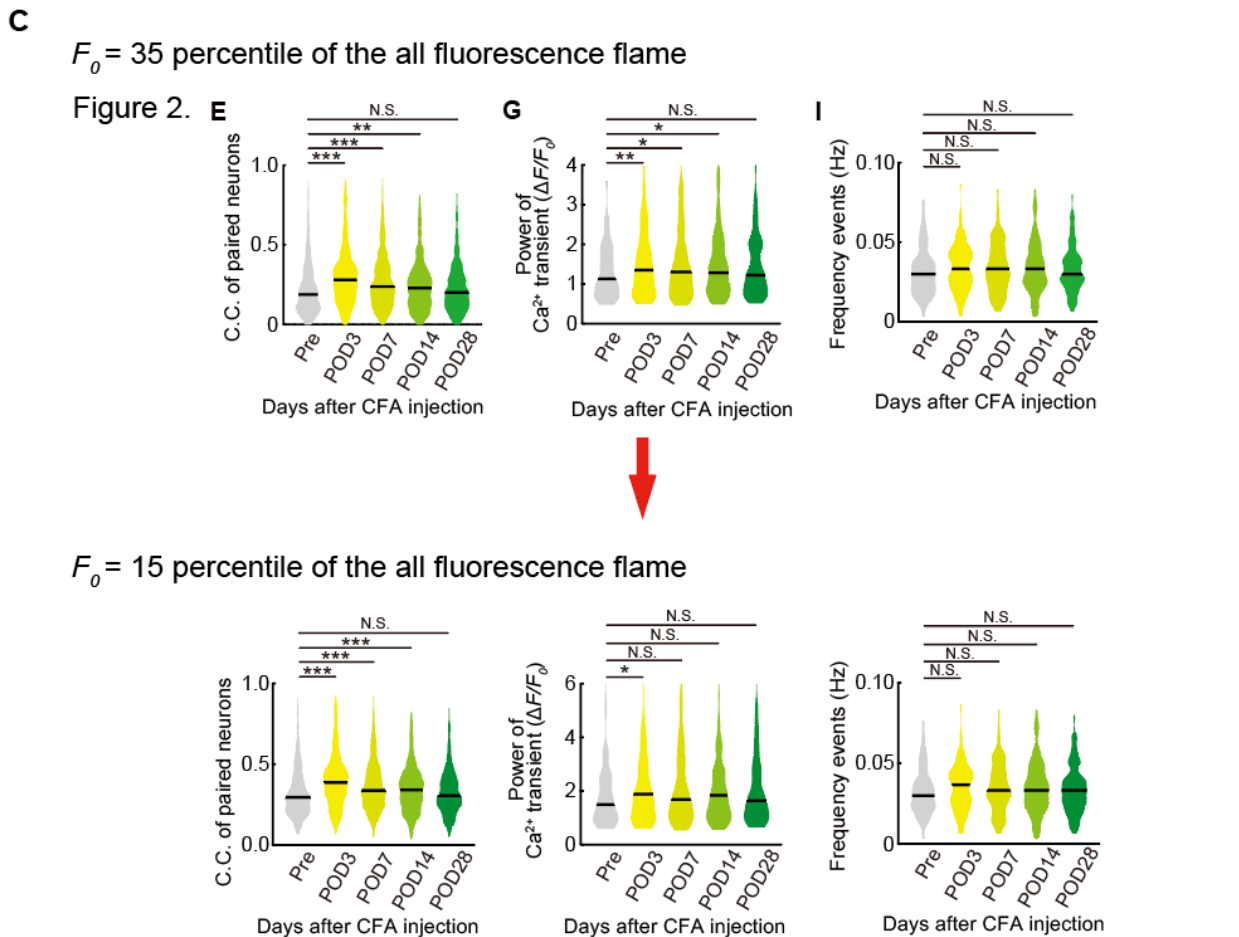 C
F0 = 35 percentile of the all fluorescence flame
Figure 2.
E
N.S.
**
***
***
C.C. of paired neurons
1.0
0.5
0
Pre
POD3
POD7
POD14
POD28
Days after CFA injection
G
N.S.
*
*
**
Power of
Ca2+ transient (ΔF/F0)
4
3
2
1
0
Pre
POD3
POD7
POD14
POD28
Days after CFA injection
I
N.S.
N.S.
N.S.
N.S.
Frequency events (Hz)
0.10
0.05
0
Pre
POD3
POD7
POD14
POD28
Days after CFA injection
F0 = 15 percentile of the all fluorescence flame
N.S.
***
***
***
C.C. of paired neurons
1.0
0.5
0.0
Pre
POD3
POD7
POD14
POD28
Days after CFA injection
N.S.
N.S.
N.S.
*
Power of
Ca2+ transient (ΔF/F0)
6
4
2
0
Pre
POD3
POD7
POD14
POD28
Days after CFA injection
N.S.
N.S.
N.S.
N.S.
Frequency events (Hz)
0.10
0.05
0
Pre
POD3
POD7
POD14
POD28
Days after CFA injection